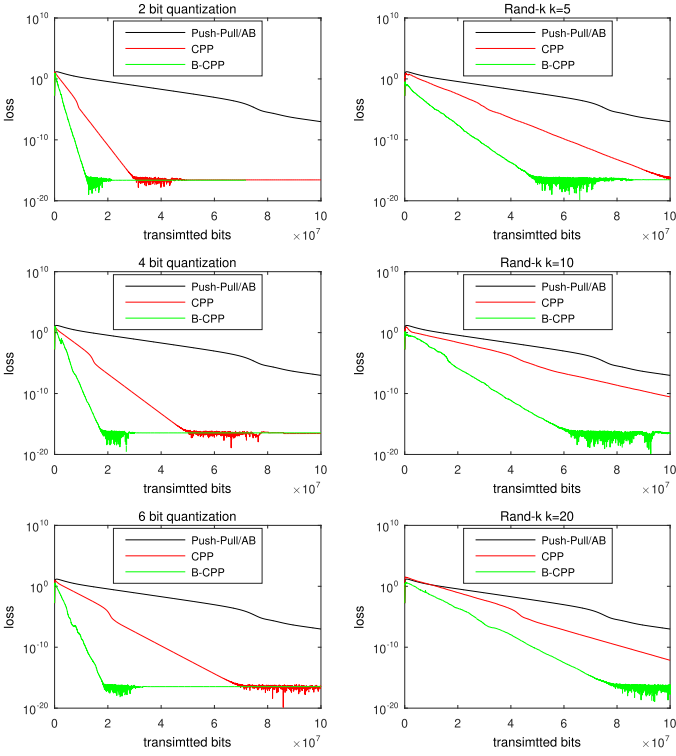 2 bit quantization
10^10
10^0
10^-10
10^-20
loss
Push-Pull/AB
CPP
B-CPP
0 2 4 6 8 10
transimtted bits
×10^7
Rand-k k=5
10^10
10^0
10^-10
10^-20
loss
Push-Pull/AB
CPP
B-CPP
0 2 4 6 8 10
transimtted bits
×10^7
4 bit quantization
10^10
10^0
10^-10
10^-20
loss
Push-Pull/AB
CPP
B-CPP
0 2 4 6 8 10
transimtted bits
×10^7
Rand-k k=10
10^10
10^0
10^-10
10^-20
loss
Push-Pull/AB
CPP
B-CPP
0 2 4 6 8 10
transimtted bits
×10^7
6 bit quantization
10^10
10^0
10^-10
10^-20
loss
Push-Pull/AB
CPP
B-CPP
0 2 4 6 8 10
transimtted bits
×10^7
Rand-k k=20
10^10
10^0
10^-10
10^-20
loss
Push-Pull/AB
CPP
B-CPP
0 2 4 6 8 10
transimtted bits
×10^7